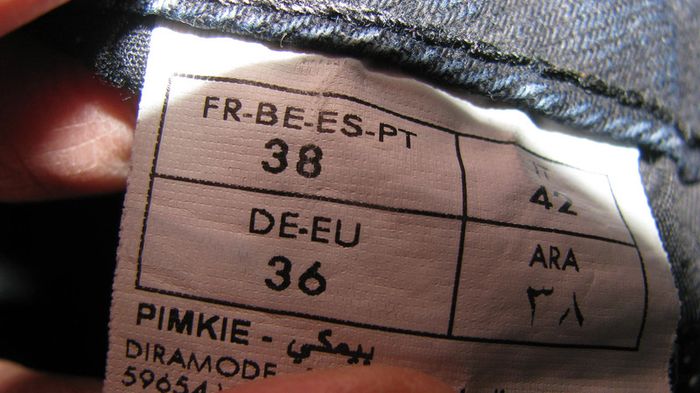 FR-BE-ES-PT
38
IT
42
DE-EU
36
ARA
٣٨
PIMKIE - بيمكي
DIRAMODE
59654